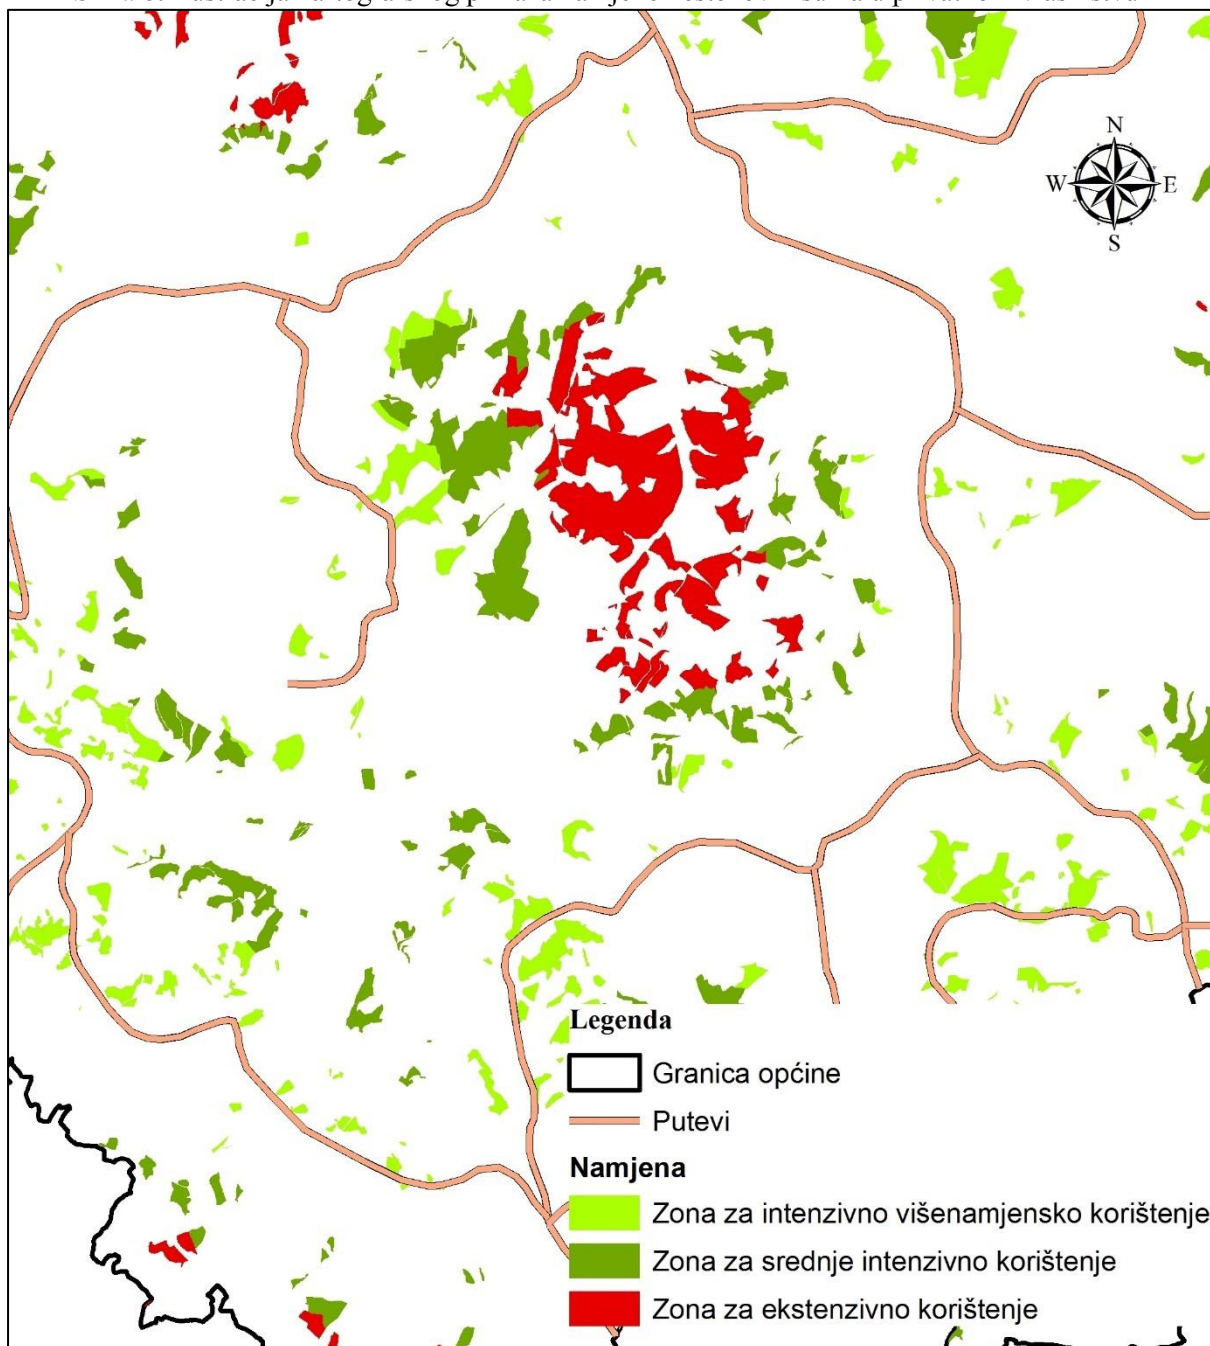 N
W E
S
Legenda
Granica općine
Putevi
Namjena
Zona za intenzivno višenamjensko korištenje
Zona za srednje intenzivno korištenje
Zona za ekstenzivno korištenje